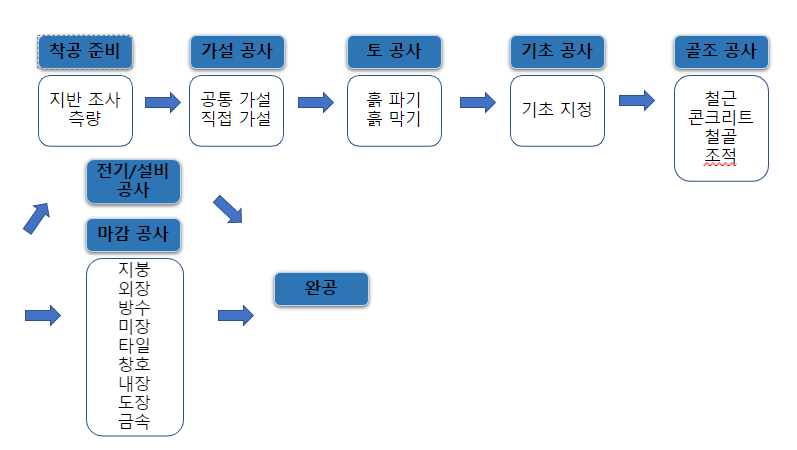 착공 준비
지반 조사
측량
가설 공사
공통 가설
직접 가설
토 공사
흙 파기
흙 막기
기초 공사
기초 지정
골조 공사
철근
콘크리트
철골
조적
전기/설비
공사
마감 공사
지붕
외장
방수
미장
타일
창호
내장
도장
금속
완공